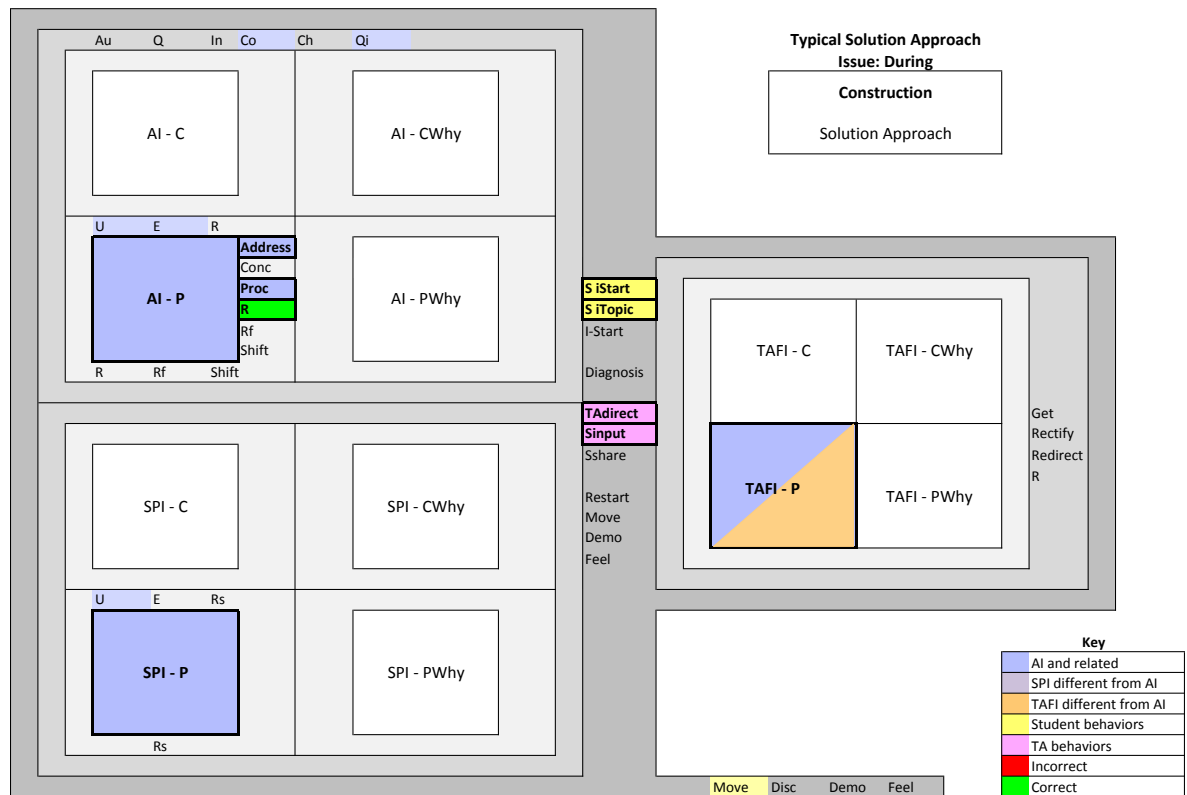 Au Q In Co Ch Qi
Typical Solution Approach
Issue: During
Construction
Solution Approach
AI - C
AI - CWhy
U E R
Address
Conc
Proc
R
Rf
Shift
AI - P
AI - PWhy
R Rf Shift
S iStart
S iTopic
I-Start
Diagnosis
TAdirect
Sinput
Sshare
Restart
Move
Demo
Feel
TAFI - C
TAFI - CWhy
TAFI - P
TAFI - PWhy
Get
Rectify
Redirect
R
SPI - C
SPI - CWhy
U E Rs
SPI - P
SPI - PWhy
Rs
Move Disc Demo Feel
Key
AI and related
SPI different from AI
TAFI different from AI
Student behaviors
TA behaviors
Incorrect
Correct